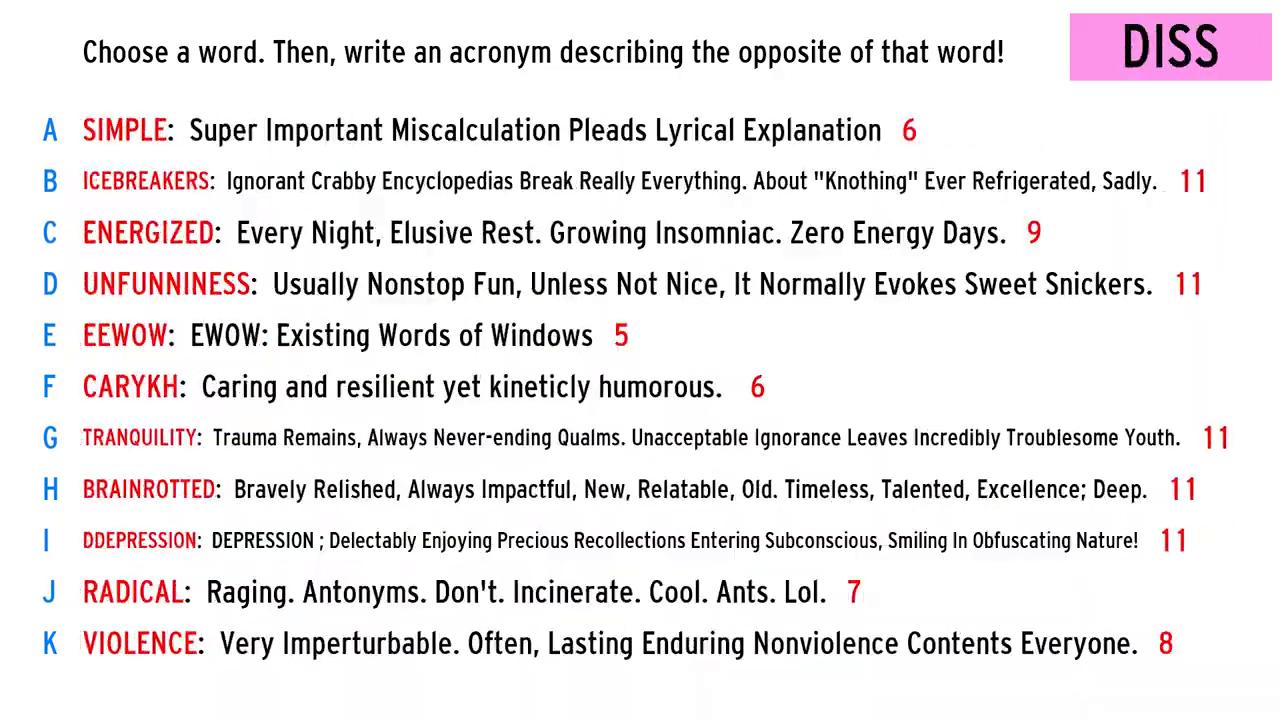 Choose a word. Then, write an acronym describing the opposite of that word!
DISS
A SIMPLE: Super Important Miscalculation Pleads Lyrical Explanation 6
B ICEBREAKERS: Ignorant Crabby Encyclopedias Break Really Everything. About "Knothing" Ever Refrigerated, Sadly. 11
C ENERGIZED: Every Night, Elusive Rest. Growing Insomniac. Zero Energy Days. 9
D UNFUNNINESS: Usually Nonstop Fun, Unless Not Nice, It Normally Evokes Sweet Snickers. 11
E EEWOW: EWOW: Existing Words of Windows 5
F CARYKH: Caring and resilient yet kineticly humorous. 6
G TRANQUILITY: Trauma Remains, Always Never-ending Qualms. Unacceptable Ignorance Leaves Incredibly Troublesome Youth. 11
H BRAINROTTED: Bravely Relished, Always Impactful, New, Relatable, Old. Timeless, Talented, Excellence; Deep. 11
I DDEPRESSION: DEPRESSION ; Delectably Enjoying Precious Recollections Entering Subconscious, Smiling In Obfuscating Nature! 11
J RADICAL: Raging. Antonyms. Don't. Incinerate. Cool. Ants. Lol. 7
K VIOLENCE: Very Imperturbable. Often, Lasting Enduring Nonviolence Contents Everyone. 8